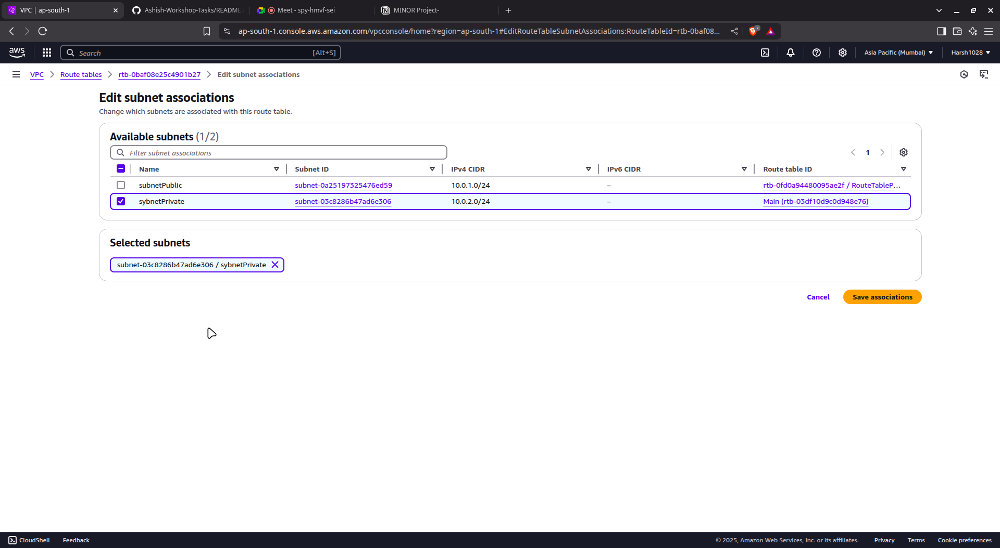 VPC | ap-south-1
Ashish-Workshop-Tasks/README.
Meet - spy-hmvf-sei
MINOR Project-
ap-south-1.console.aws.amazon.com/vpcconsole/home?region=ap-south-1#EditRouteTableSubnetAssociations:RouteTableId=rtb-0baf08...
2
aws
Search [Alt+S]
Asia Pacific (Mumbai)
Harsh1028
VPC
Route tables
rtb-0baf08e25c4901b27
Edit subnet associations
Edit subnet associations
Change which subnets are associated with this route table.
Available subnets (1/2)
Filter subnet associations
1
Name Subnet ID IPv4 CIDR IPv6 CIDR Route table ID
subnetPublic subnet-0a25197325476ed59 10.0.1.0/24 – rtb-0fd0a94480095ae2f / RouteTableP...
sybnetPrivate subnet-03c8286b47ad6e306 10.0.2.0/24 – Main (rtb-03df10d9c0d948e76)
Selected subnets
subnet-03c8286b47ad6e306 / sybnetPrivate
Cancel
Save associations
CloudShell Feedback © 2025, Amazon Web Services, Inc. or its affiliates. Privacy Terms Cookie preferences